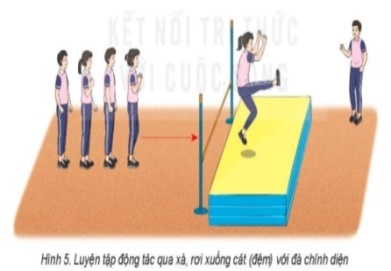 KẾT NỐI TRI THỨC
VỚI CUỘC SỐNG
Hình 5. Luyện tập động tác qua xà, rơi xuống cát (đệm) với đà chính diện